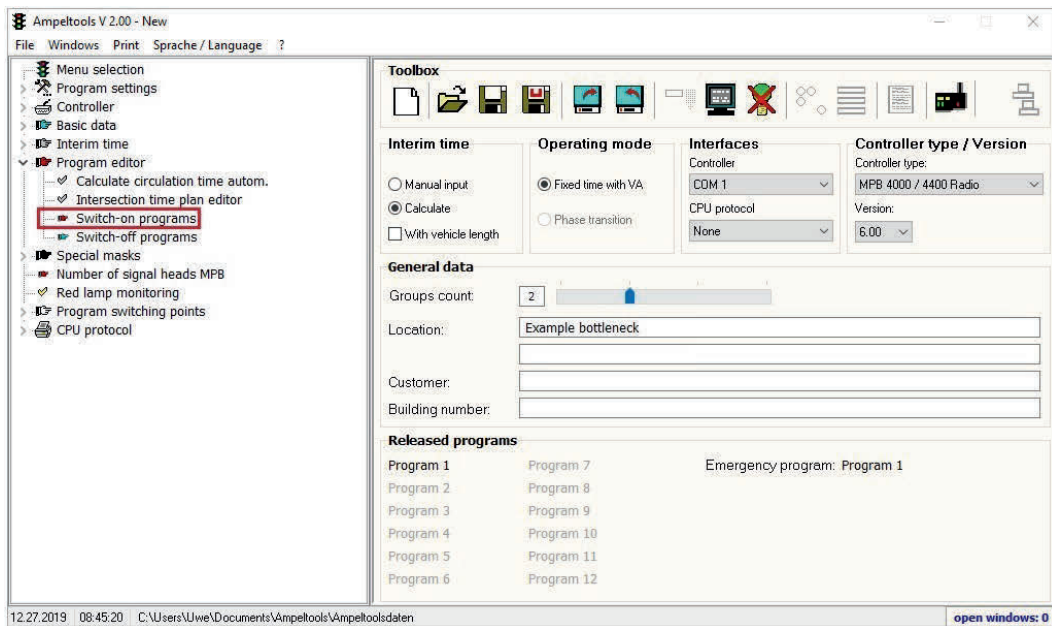 Ampeltools V 2.00 - New
File Windows Print Sprache / Language ?
Menu selection
Program settings
Controller
Basic data
Interim time
Program editor
Calculate circulation time autom.
Intersection time plan editor
Switch-on programs
Switch-off programs
Special masks
Number of signal heads MPB
Red lamp monitoring
Program switching points
CPU protocol
Toolbox
Interim time
Manual input
Calculate
With vehicle length
Operating mode
Fixed time with VA
Phase transition
Interfaces
Controller
COM 1
CPU protocol
None
Controller type / Version
Controller type:
MPB 4000 / 4400 Radio
Version:
6.00
General data
Groups count: 2
Location: Example bottleneck
Customer:
Building number:
Released programs
Program 1 Program 7 Emergency program: Program 1
Program 2 Program 8
Program 3 Program 9
Program 4 Program 10
Program 5 Program 11
Program 6 Program 12
12.27.2019 08:45:20 C:\Users\Uwe\Documents\Ampeltools\Ampeltoolsdaten open windows: 0